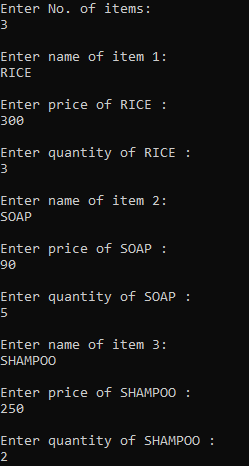 Enter No. of items:
3
Enter name of item 1:
RICE
Enter price of RICE :
300
Enter quantity of RICE :
3
Enter name of item 2:
SOAP
Enter price of SOAP :
90
Enter quantity of SOAP :
5
Enter name of item 3:
SHAMPOO
Enter price of SHAMPOO :
250
Enter quantity of SHAMPOO :
2